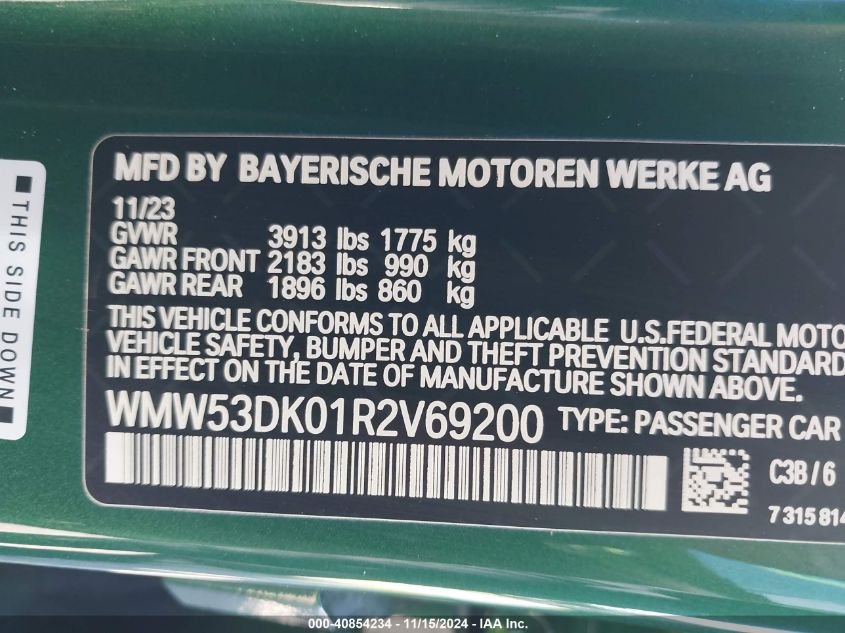 THIS SIDE DOWN
MFD BY BAYERISCHE MOTOREN WERKE AG
11/23
GVWR 3913 lbs 1775 kg
GAWR FRONT 2183 lbs 990 kg
GAWR REAR 1896 lbs 860 kg
THIS VEHICLE CONFORMS TO ALL APPLICABLE U.S.FEDERAL MOTO
VEHICLE SAFETY, BUMPER AND THEFT PREVENTION STANDARD
IN EFFECT ON THE DATE OF MANUFACTURE SHOWN ABOVE.
WMW53DK01R2V69200 TYPE: PASSENGER CAR
C3B/6
7315814
000-40854234 - 11/15/2024 - IAA Inc.